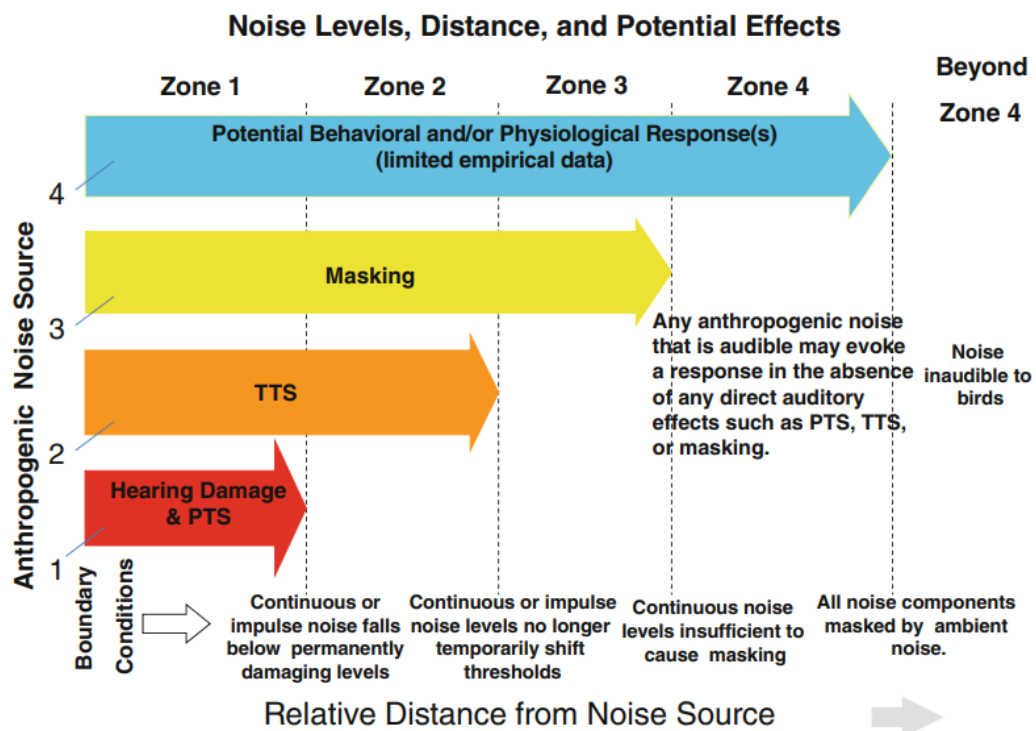 Noise Levels, Distance, and Potential Effects
Zone 1
Zone 2
Zone 3
Zone 4
Beyond
Zone 4
Potential Behavioral and/or Physiological Response(s)
(limited empirical data)
4
Masking
3
Any anthropogenic noise
that is audible may evoke
a response in the absence
of any direct auditory
effects such as PTS, TTS,
or masking.
Noise
inaudible to
birds
TTS
2
Hearing Damage
& PTS
1
Anthropogenic Noise Source
Boundary
Conditions
Continuous or
impulse noise falls
below permanently
damaging levels
Continuous or impulse
noise levels no longer
temporarily shift
thresholds
Continuous noise
levels insufficient to
cause masking
All noise components
masked by ambient
noise.
Relative Distance from Noise Source